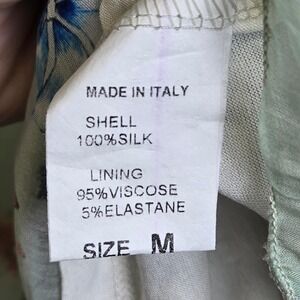 MADE IN ITALY
SHELL
100%SILK
LINING
95%VISCOSE
5%ELASTANE
SIZE M